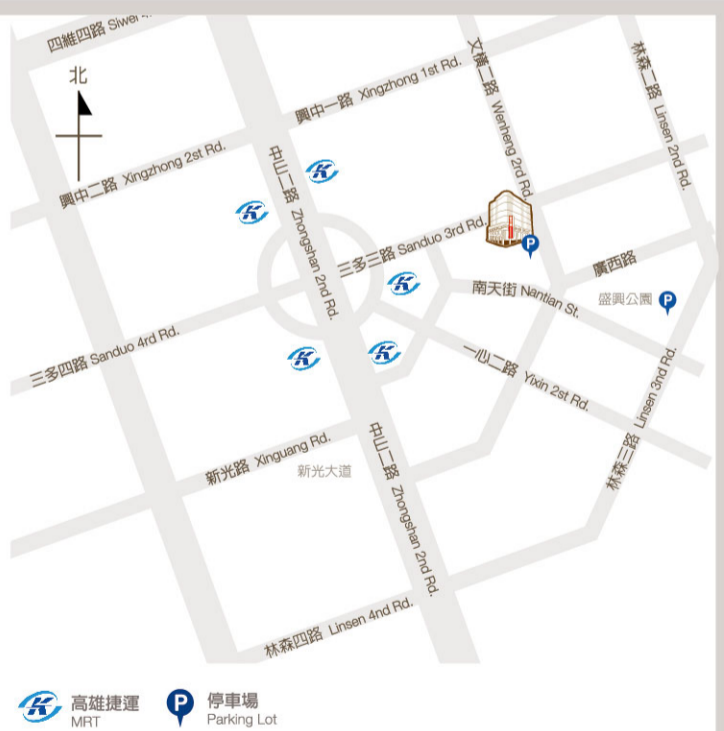 四維四路
北
興中一路 Xingzhong 1st Rd.
文橫二路 Wenheng 2rd Rd.
林森二路 Linsen 2nd Rd.
興中二路 Xingzhong 2st Rd.
中山二路 Zhongshan 2nd Rd.
三多三路 Sanduo 3rd Rd.
P
廣西路
南天街 Nantian St.
盛興公園 P
三多四路 Sanduo 4rd Rd.
一心二路 Yixin 2st Rd.
林森三路 Linsen 3nd Rd.
新光路 Xinguang Rd.
新光大道
中山二路 Zhongshan 2nd Rd.
林森四路 Linsen 4nd Rd.
高雄捷運
MRT
P 停車場
Parking Lot